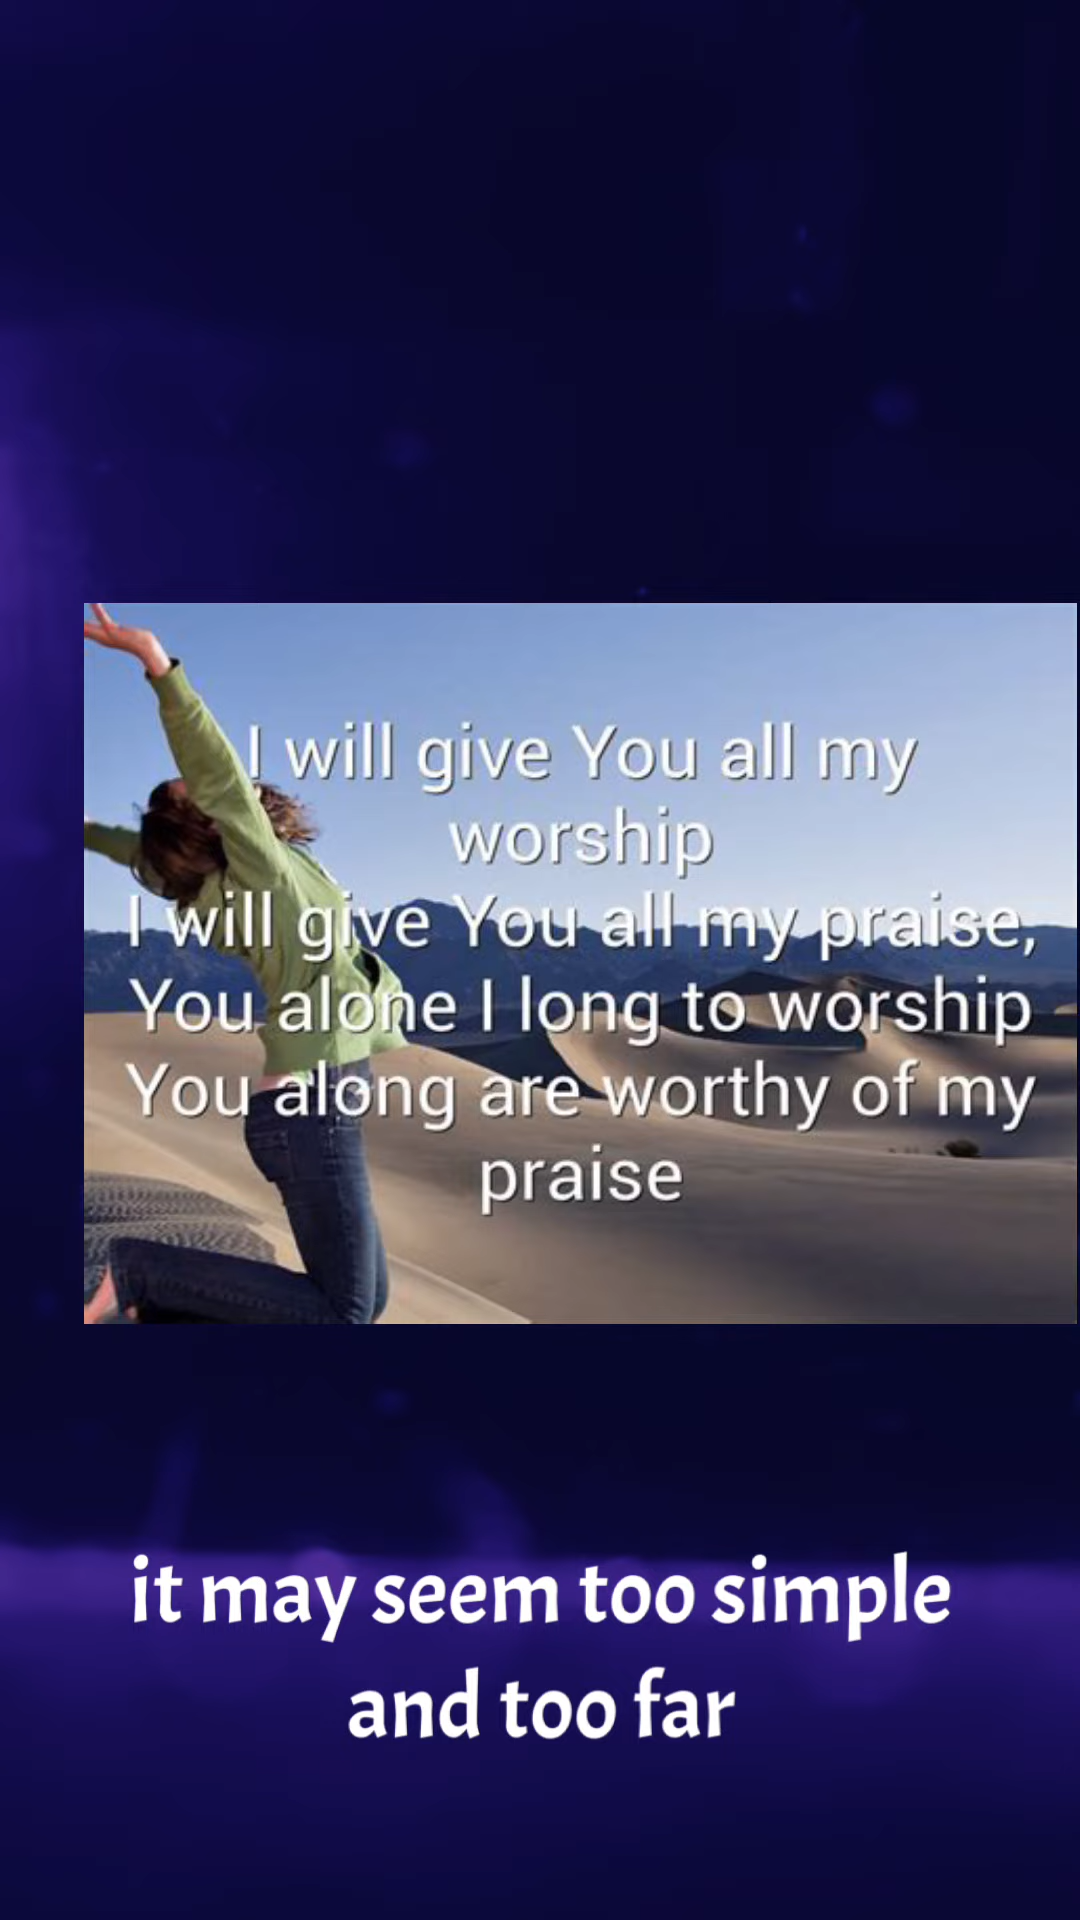 I will give You all my
worship
I will give You all my praise,
You alone I long to worship
You along are worthy of my
praise
it may seem too simple
and too far